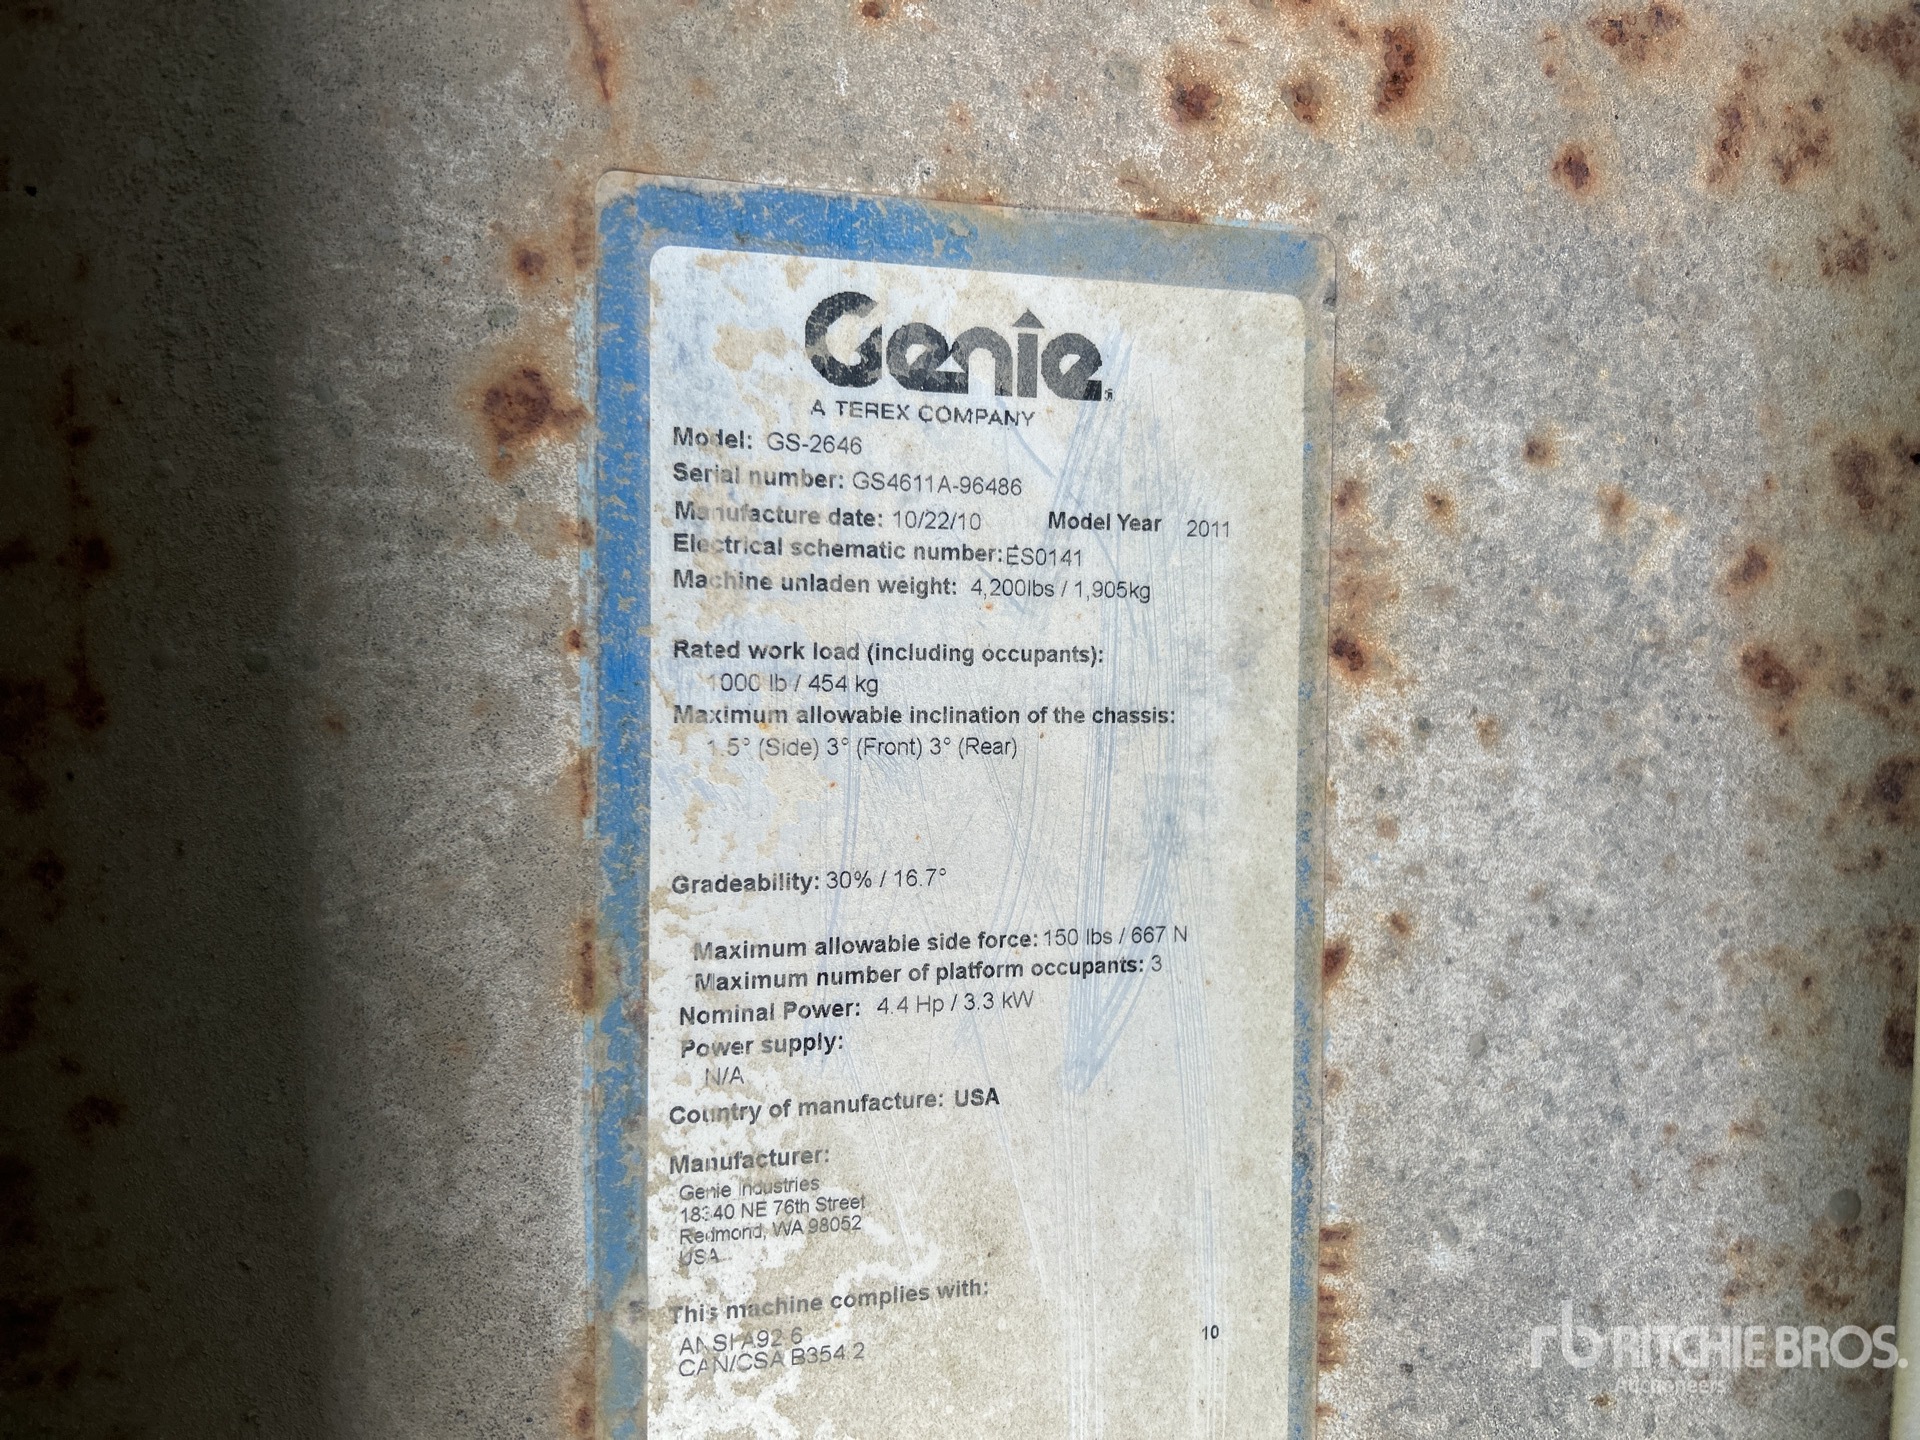 Genie
A TEREX COMPANY
Model: GS-2646
Serial number: GS4611A-96486
Manufacture date: 10/22/10 Model Year 2011
Electrical schematic number: ES0141
Machine unladen weight: 4,200lbs / 1,905kg
Rated work load (including occupants):
1000 lb / 454 kg
Maximum allowable inclination of the chassis:
1.5° (Side) 3° (Front) 3° (Rear)
Gradeability: 30% / 16.7°
Maximum allowable side force: 150 lbs / 667 N
Maximum number of platform occupants: 3
Nominal Power: 4.4 Hp / 3.3 kW
Power supply:
N/A
Country of manufacture: USA
Manufacturer:
Genie Industries
18340 NE 76th Street
Redmond, WA 98052
USA
This machine complies with:
ANSI A92.6
CAN/CSA B354.2
10
rb RITCHIE BROS.
Auctioneers